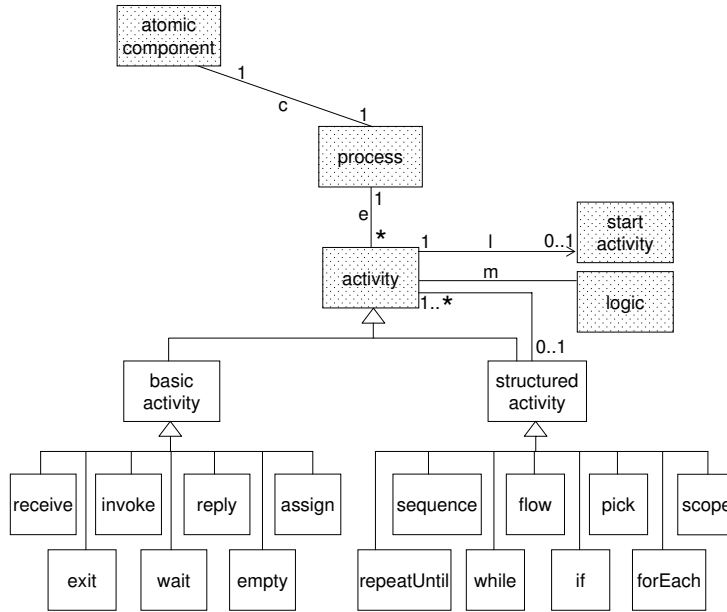 atomic
component
1
c
1
process
1
e
*
1
l
0..1
start
activity
activity
m
logic
1..*
0..1
basic
activity
structured
activity
receive
invoke
reply
assign
sequence
flow
pick
scope
exit
wait
empty
repeatUntil
while
if
forEach